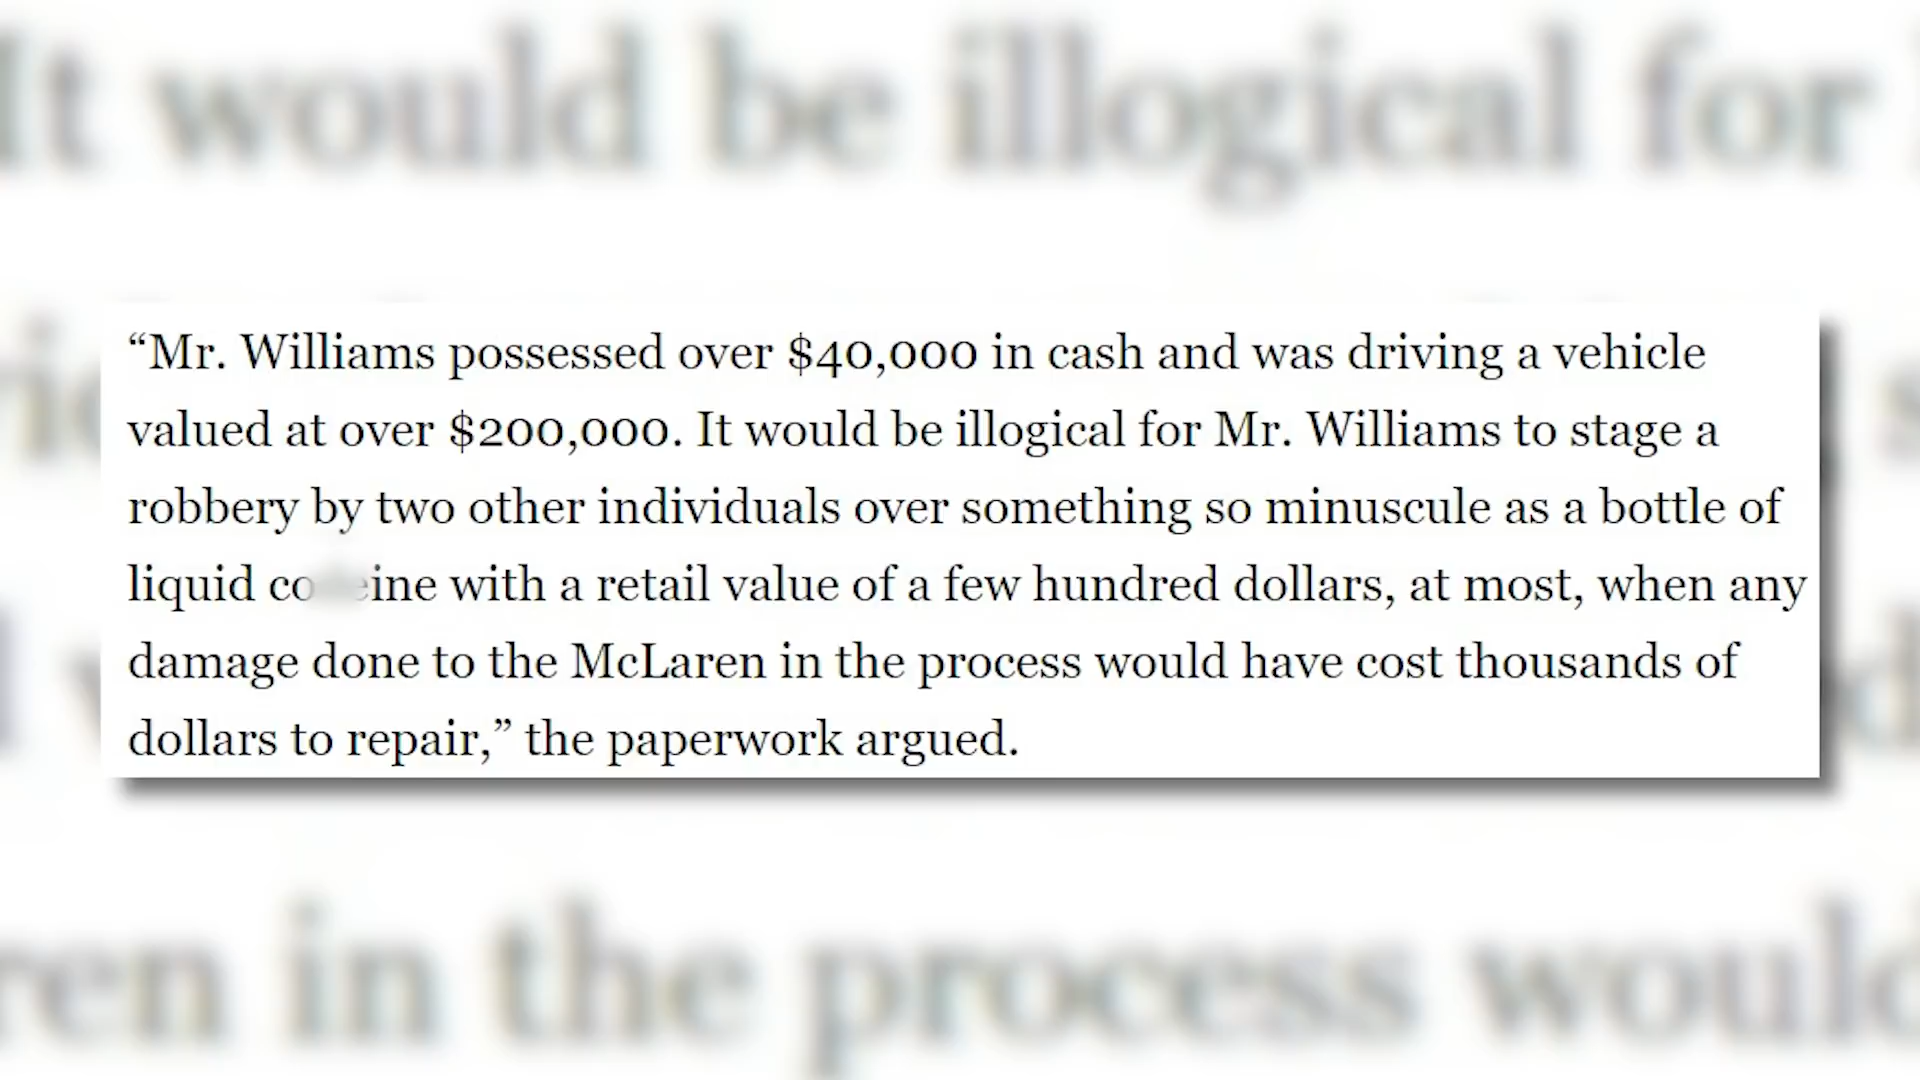 It would be illogical for
“Mr. Williams possessed over $40,000 in cash and was driving a vehicle
valued at over $200,000. It would be illogical for Mr. Williams to stage a
robbery by two other individuals over something so minuscule as a bottle of
liquid co eine with a retail value of a few hundred dollars, at most, when any
damage done to the McLaren in the process would have cost thousands of
dollars to repair,” the paperwork argued.
ren in the process would